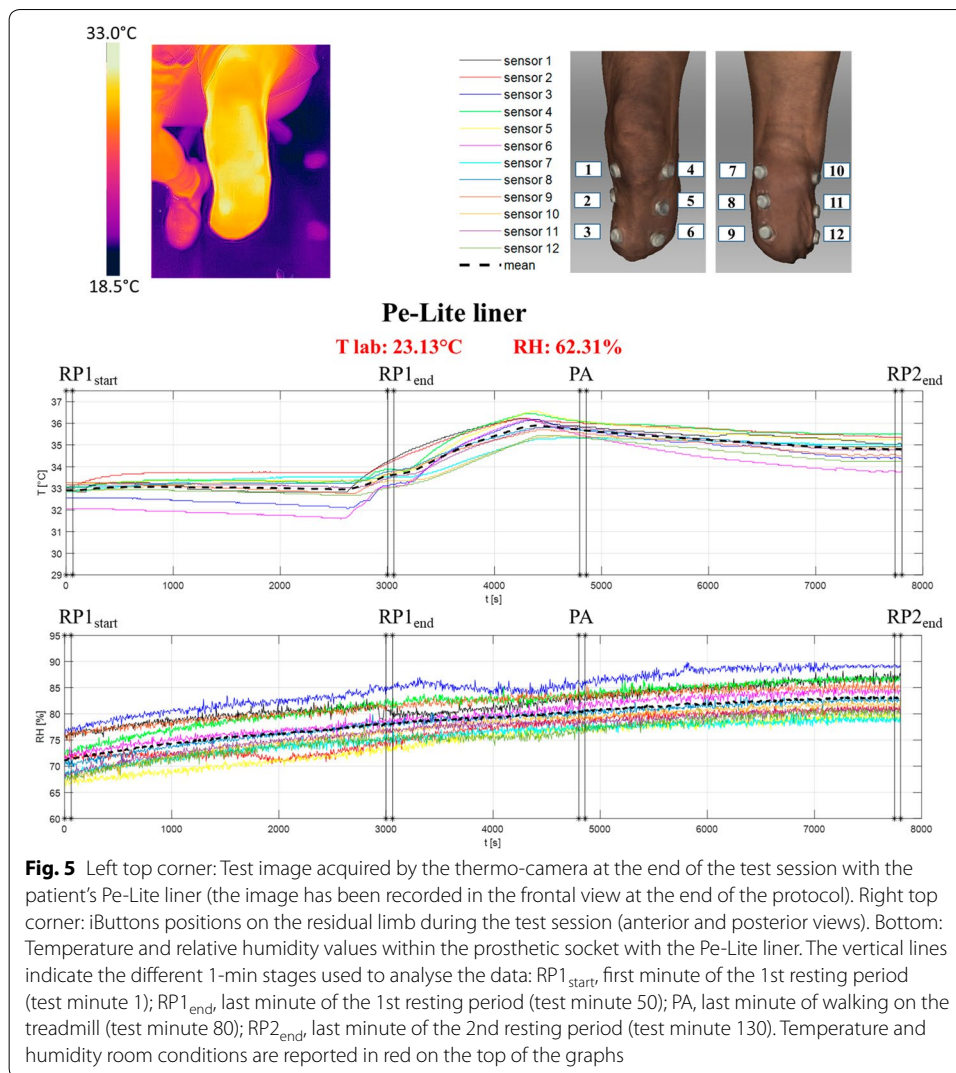 33.0°C
18.5°C
sensor 1
sensor 2
sensor 3
sensor 4
sensor 5
sensor 6
sensor 7
sensor 8
sensor 9
sensor 10
sensor 11
sensor 12
mean
1 4 7 10
2 5 8 11
3 6 9 12
Pe-Lite liner
T lab: 23.13°C RH: 62.31%
RP1start RP1end PA RP2end
37
36
35
34
33
32
31
30
29
T [°C]
0 1000 2000 3000 4000 5000 6000 7000 8000
t [s]
RP1start RP1end PA RP2end
95
90
85
80
75
70
65
60
RH [%]
0 1000 2000 3000 4000 5000 6000 7000 8000
t [s]
Fig. 5 Left top corner: Test image acquired by the thermo-camera at the end of the test session with the
patient's Pe-Lite liner (the image has been recorded in the frontal view at the end of the protocol). Right top
corner: iButtons positions on the residual limb during the test session (anterior and posterior views). Bottom:
Temperature and relative humidity values within the prosthetic socket with the Pe-Lite liner. The vertical lines
indicate the different 1-min stages used to analyse the data: RP1start, first minute of the 1st resting period
(test minute 1); RP1end, last minute of the 1st resting period (test minute 50); PA, last minute of walking on the
treadmill (test minute 80); RP2end, last minute of the 2nd resting period (test minute 130). Temperature and
humidity room conditions are reported in red on the top of the graphs